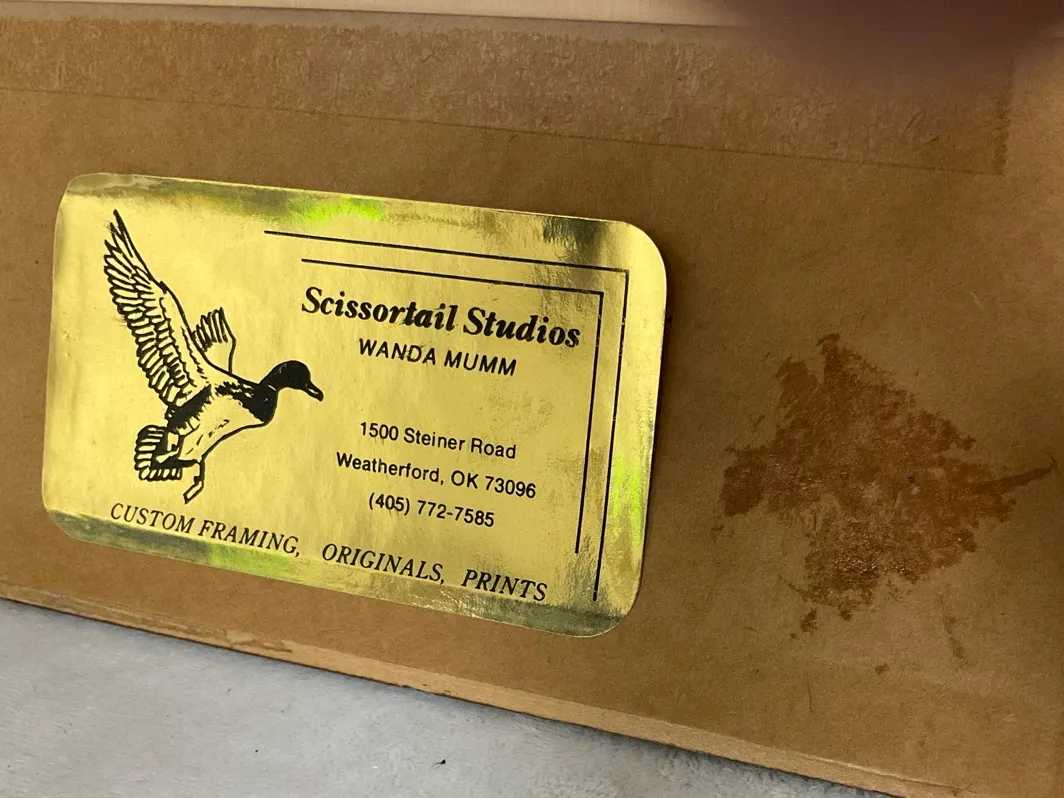 Scissortail Studios
WANDA MUMM
1500 Steiner Road
Weatherford, OK 73096
(405) 772-7585
CUSTOM FRAMING, ORIGINALS, PRINTS